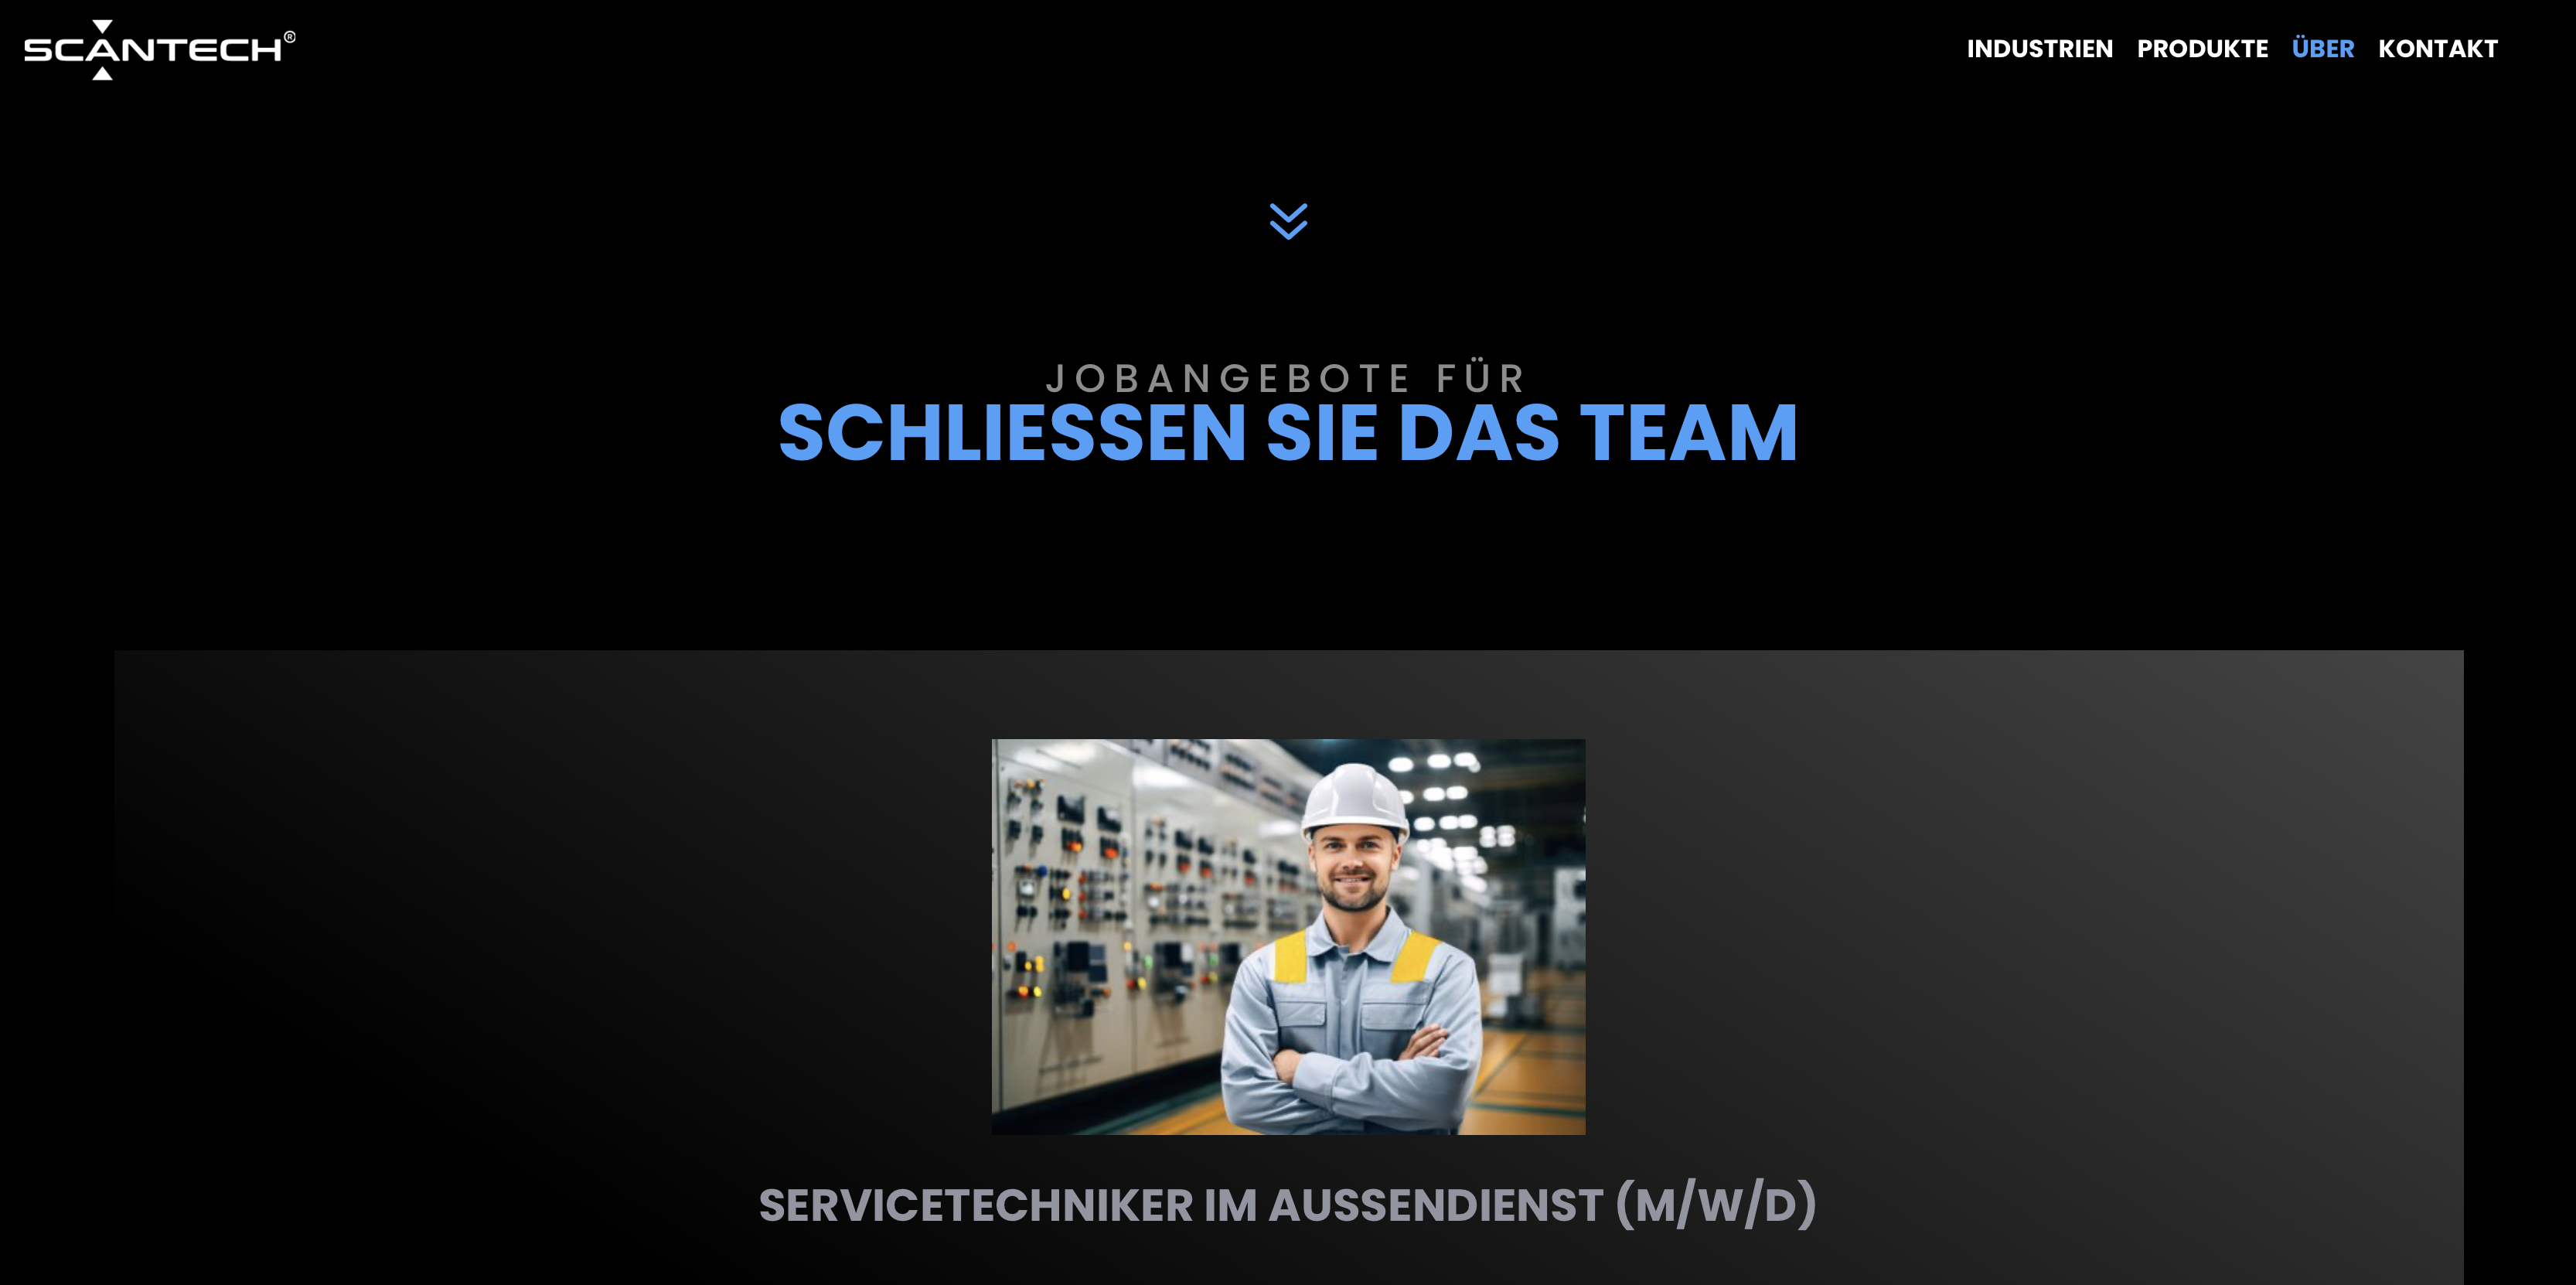 SCANTECH®
INDUSTRIEN PRODUKTE ÜBER KONTAKT
JOBANGEBOTE FÜR
SCHLIESSEN SIE DAS TEAM
SERVICETECHNIKER IM AUSSENDIENST (M/W/D)